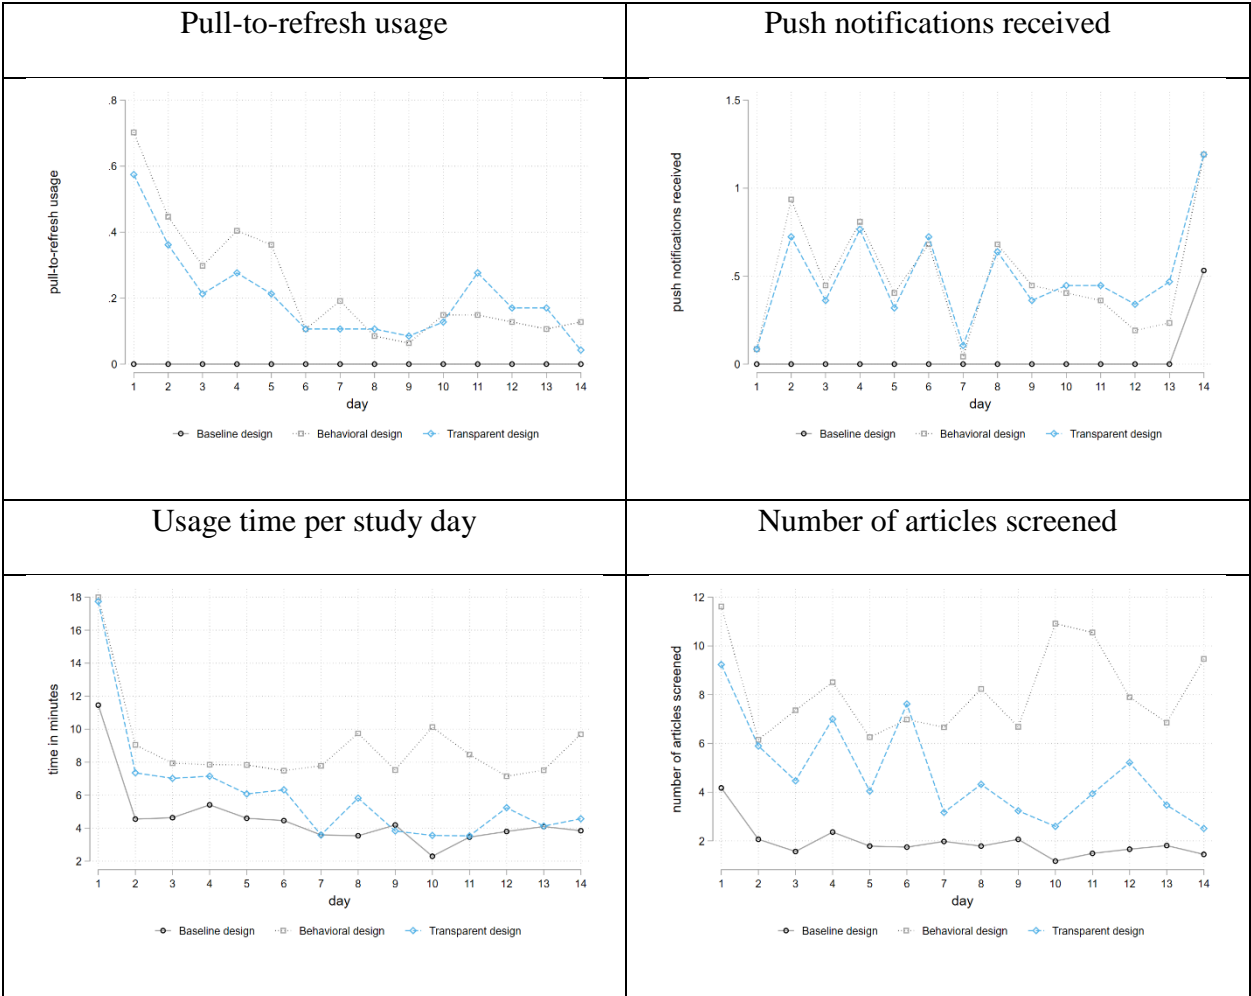 Pull-to-refresh usage
Push notifications received
pull-to-refresh usage
.8
.6
.4
.2
0
1 2 3 4 5 6 7 8 9 10 11 12 13 14
day
Baseline design Behavioral design Transparent design
push notifications received
1.5
1
.5
0
1 2 3 4 5 6 7 8 9 10 11 12 13 14
day
Baseline design Behavioral design Transparent design
Usage time per study day
Number of articles screened
time in minutes
18
16
14
12
10
8
6
4
2
1 2 3 4 5 6 7 8 9 10 11 12 13 14
day
Baseline design Behavioral design Transparent design
number of articles screened
12
10
8
6
4
2
1 2 3 4 5 6 7 8 9 10 11 12 13 14
day
Baseline design Behavioral design Transparent design